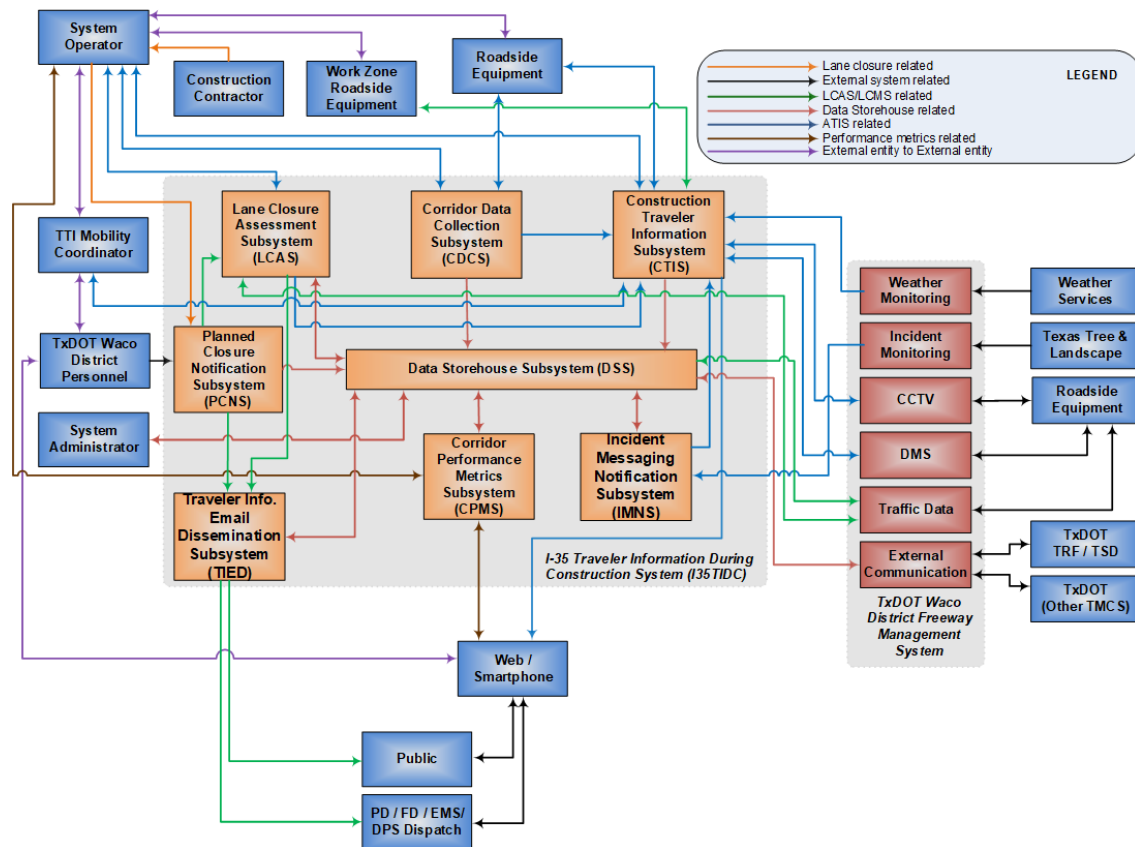 System
Operator
Construction
Contractor
Work Zone
Roadside
Equipment
Roadside
Equipment
LEGEND
Lane closure related
External system related
LCAS/LCMS related
Data Storehouse related
ATIS related
Performance metrics related
External entity to External entity
TTI Mobility
Coordinator
Lane Closure
Assessment
Subsystem
(LCAS)
Corridor Data
Collection
Subsystem
(CDCS)
Construction
Traveler
Information
Subsystem
(CTIS)
TxDOT Waco
District
Personnel
Planned
Closure
Notification
Subsystem
(PCNS)
Data Storehouse Subsystem (DSS)
System
Administrator
Traveler Info.
Email
Dissemination
Subsystem
(TIED)
Corridor
Performance
Metrics
Subsystem
(CPMS)
Incident
Messaging
Notification
Subsystem
(IMNS)
I-35 Traveler Information During
Construction System (I35TIDC)
Weather
Monitoring
Incident
Monitoring
CCTV
DMS
Traffic Data
External
Communication
TxDOT Waco
District Freeway
Management
System
Weather
Services
Texas Tree &
Landscape
Roadside
Equipment
TxDOT
TRF / TSD
TxDOT
(Other TMCS)
Web /
Smartphone
Public
PD / FD / EMS/
DPS Dispatch